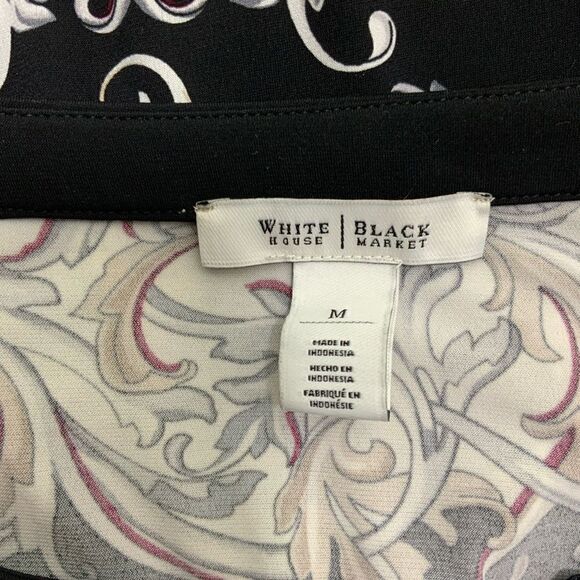 WHITE | BLACK
HOUSE | MARKET
M
MADE IN
INDONESIA
HECHO EN
INDONESIA
FABRIQUÉ EN
INDONÉSIE